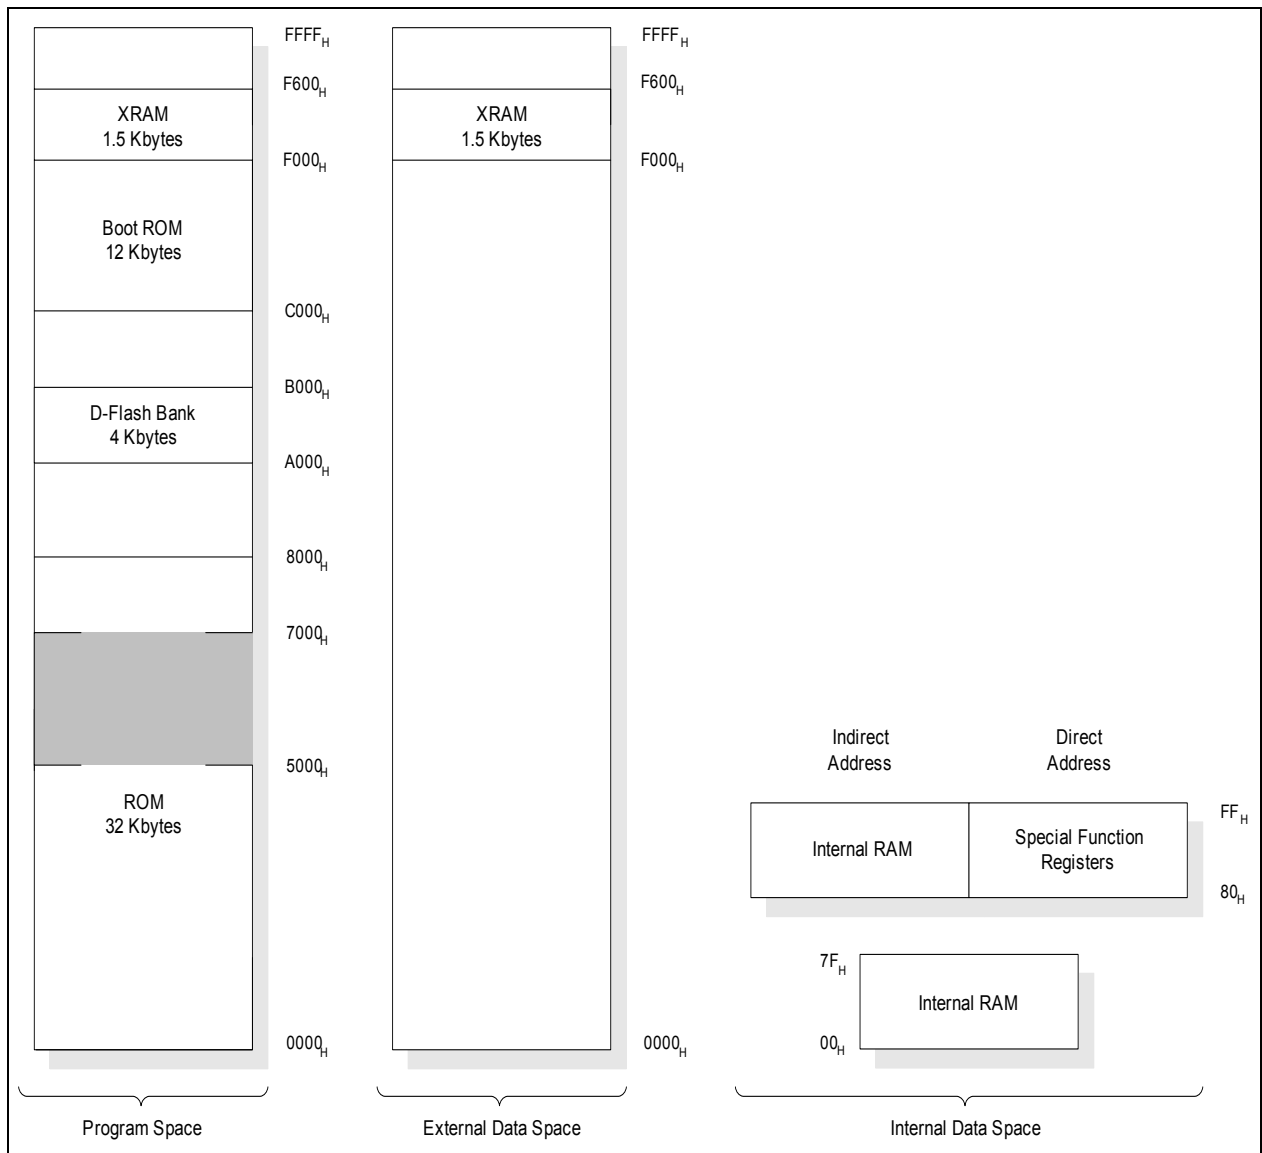 FFFFH
F600H
XRAM
1.5 Kbytes
F000H
Boot ROM
12 Kbytes
C000H
B000H
D-Flash Bank
4 Kbytes
A000H
8000H
7000H
5000H
ROM
32 Kbytes
0000H
Program Space
FFFFH
F600H
XRAM
1.5 Kbytes
F000H
0000H
External Data Space
Indirect
Address
Direct
Address
Internal RAM
Special Function
Registers
FFH
80H
7FH
Internal RAM
00H
Internal Data Space